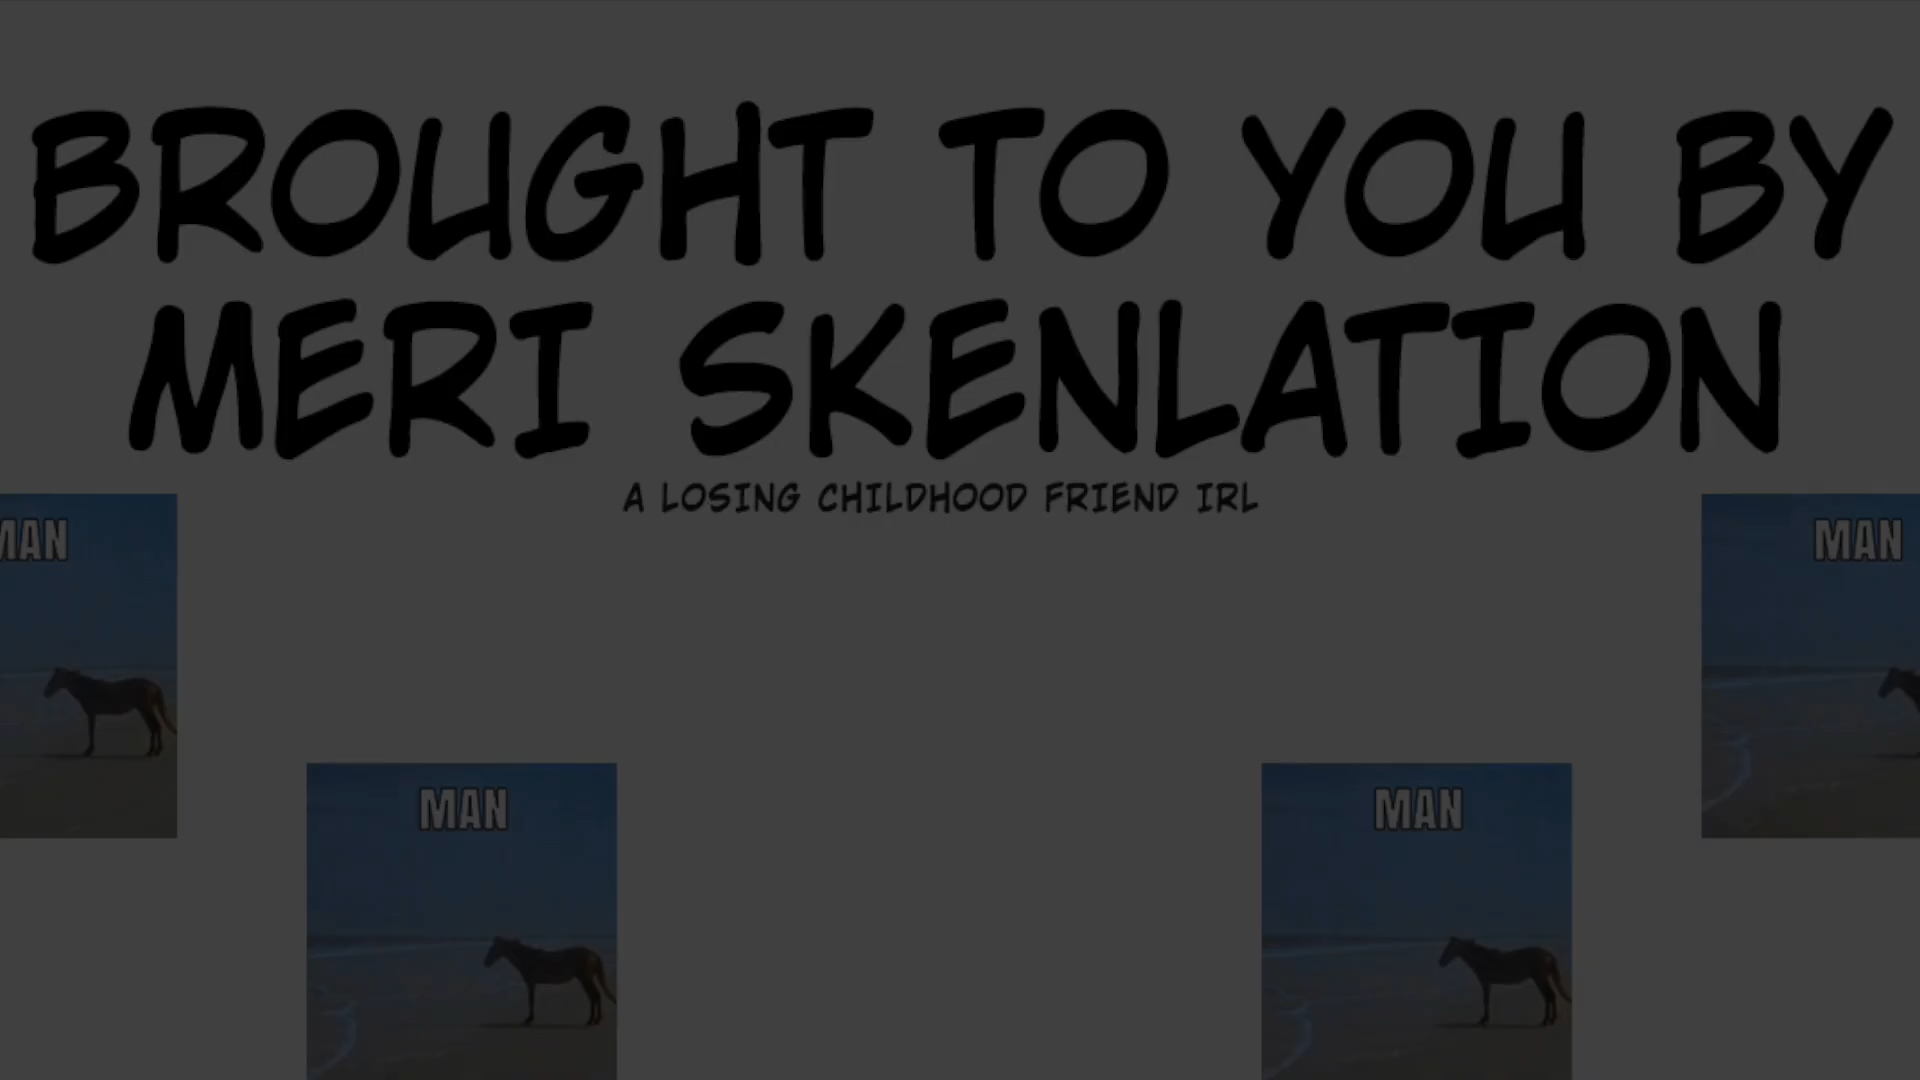 BROUGHT TO YOU BY
MERI SKENLATION
A LOSING CHILDHOOD FRIEND IRL
MAN
MAN
MAN
MAN